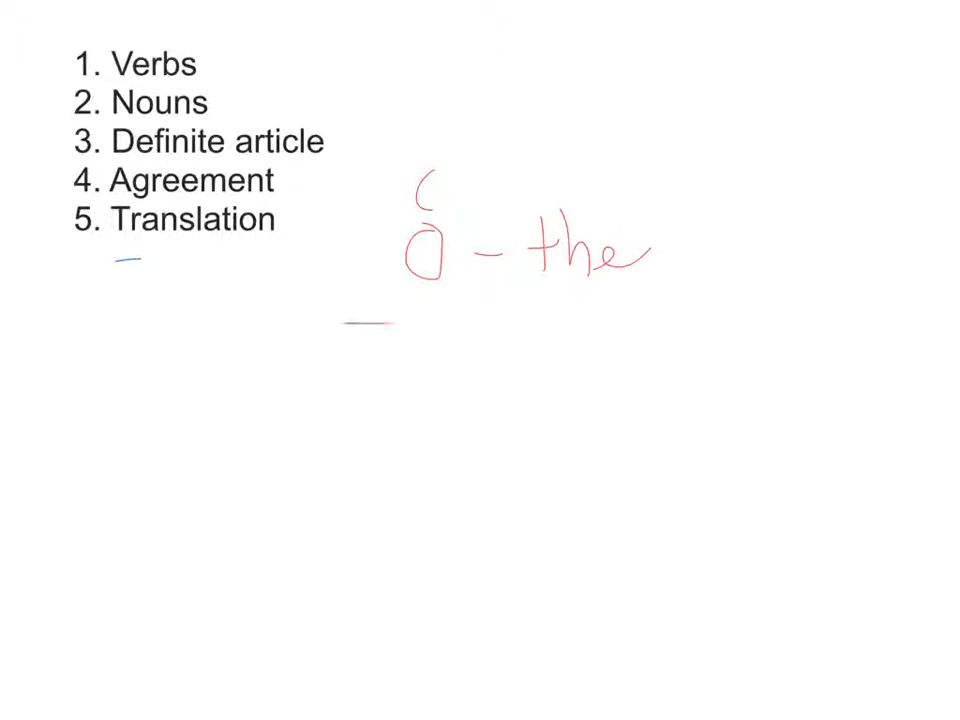 1. Verbs
2. Nouns
3. Definite article
4. Agreement
5. Translation
ὁ - the